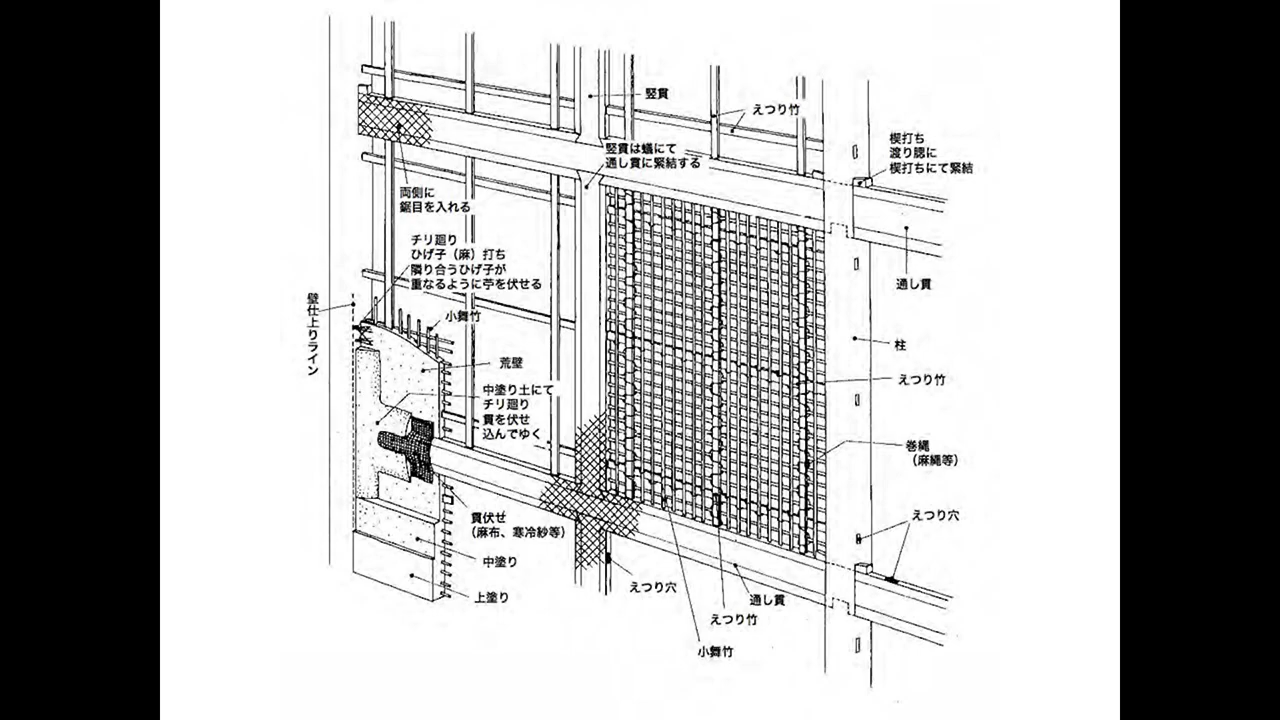 竪貫
えつり竹
楔打ち
渡り腮に
楔打ちにて緊結
竪貫は蟻にて
通し貫に緊結する
両側に
鋸目を入れる
チリ廻り
ひげ子（麻）打ち
隣り合うひげ子が
重なるように苧を伏せる
通し貫
壁仕上りライン
小舞竹
柱
荒壁
えつり竹
中塗り土にて
チリ廻り
貫を伏せ
込んでゆく
巻縄
（麻縄等）
えつり穴
貫伏せ
（麻布、寒冷紗等）
中塗り
えつり穴
上塗り
通し貫
えつり竹
小舞竹